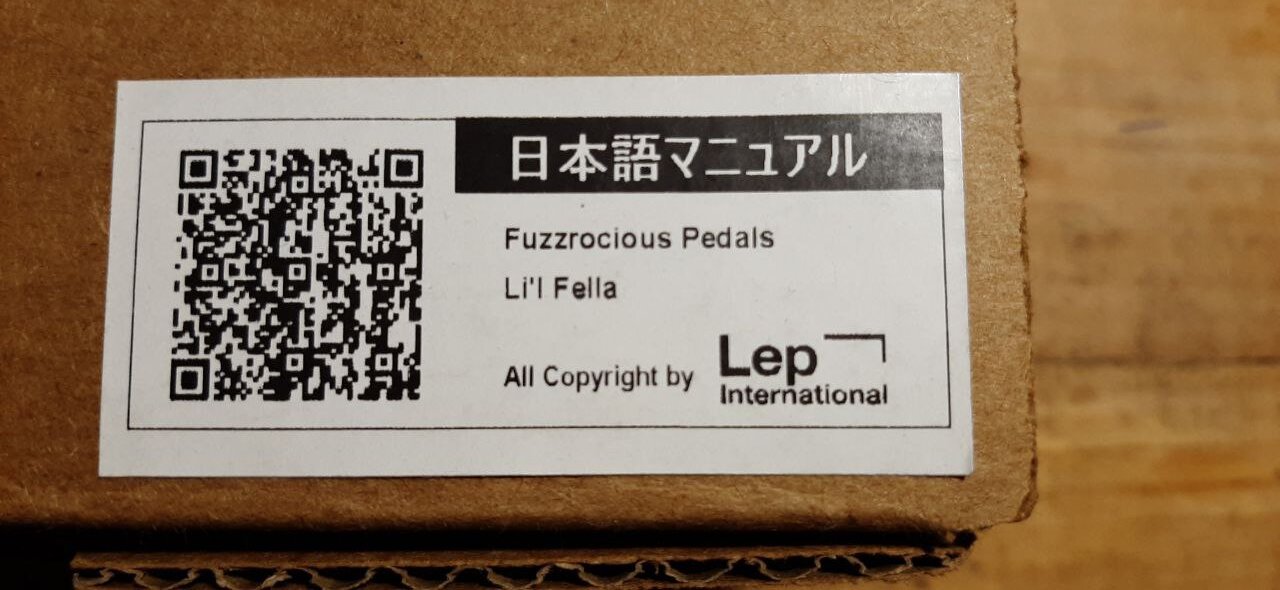 日本語マニュアル
Fuzzrocious Pedals
Li'l Fella
All Copyright by Lep
International